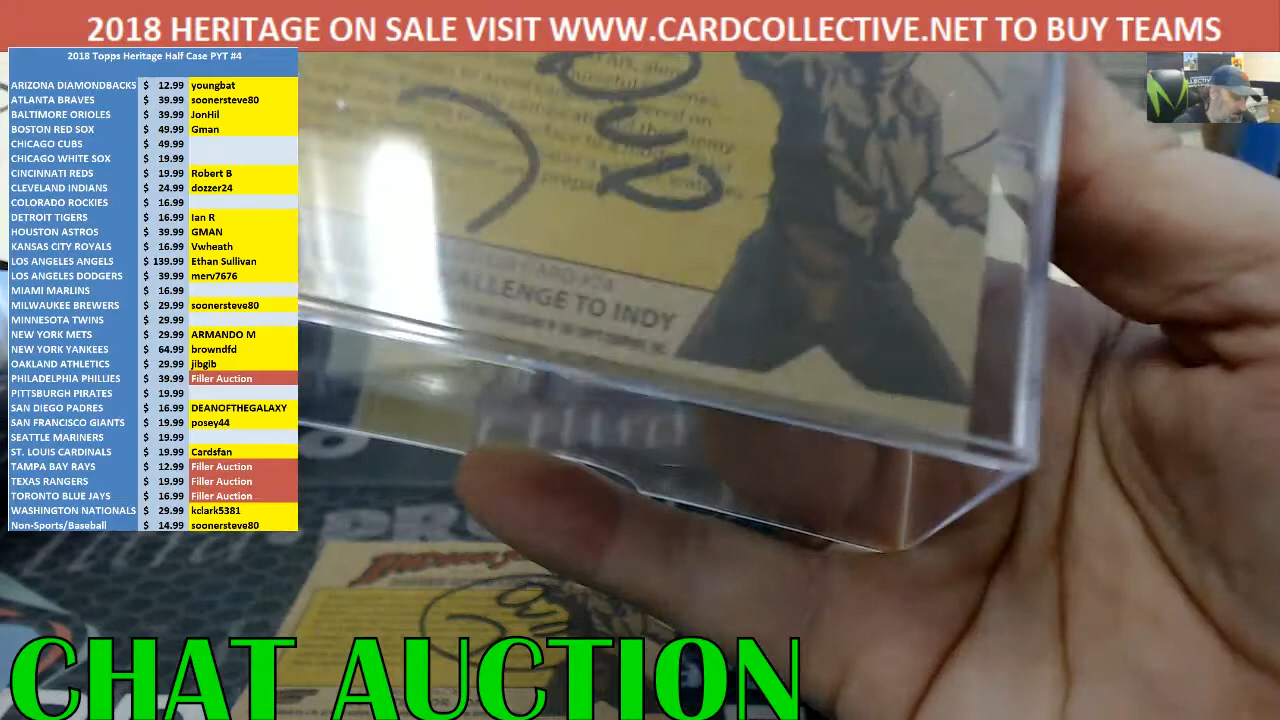 2018 HERITAGE ON SALE VISIT WWW.CARDCOLLECTIVE.NET TO BUY TEAMS
2018 Topps Heritage Half Case PYT #4
ARIZONA DIAMONDBACKS $ 12.99 youngbat
ATLANTA BRAVES $ 39.99 soonersteve80
BALTIMORE ORIOLES $ 39.99 JonHil
BOSTON RED SOX $ 49.99 Gman
CHICAGO CUBS $ 49.99
CHICAGO WHITE SOX $ 19.99
CINCINNATI REDS $ 19.99 Robert B
CLEVELAND INDIANS $ 24.99 dozzer24
COLORADO ROCKIES $ 16.99
DETROIT TIGERS $ 16.99 Ian R
HOUSTON ASTROS $ 39.99 GMAN
KANSAS CITY ROYALS $ 16.99 Vwheath
LOS ANGELES ANGELS $ 139.99 Ethan Sullivan
LOS ANGELES DODGERS $ 39.99 merv7676
MIAMI MARLINS $ 16.99
MILWAUKEE BREWERS $ 29.99 soonersteve80
MINNESOTA TWINS $ 29.99
NEW YORK METS $ 29.99 ARMANDO M
NEW YORK YANKEES $ 64.99 browndfd
OAKLAND ATHLETICS $ 29.99 jibgib
PHILADELPHIA PHILLIES $ 39.99 Filler Auction
PITTSBURGH PIRATES $ 19.99
SAN DIEGO PADRES $ 16.99 DEANOFTHEGALAXY
SAN FRANCISCO GIANTS $ 19.99 posey44
SEATTLE MARINERS $ 19.99
ST. LOUIS CARDINALS $ 19.99 Cardsfan
TAMPA BAY RAYS $ 12.99 Filler Auction
TEXAS RANGERS $ 19.99 Filler Auction
TORONTO BLUE JAYS $ 16.99 Filler Auction
WASHINGTON NATIONALS $ 29.99 kclark5381
Non-Sports/Baseball $ 14.99 soonersteve80
ALLENGE TO INDY
CHAT AUCTION